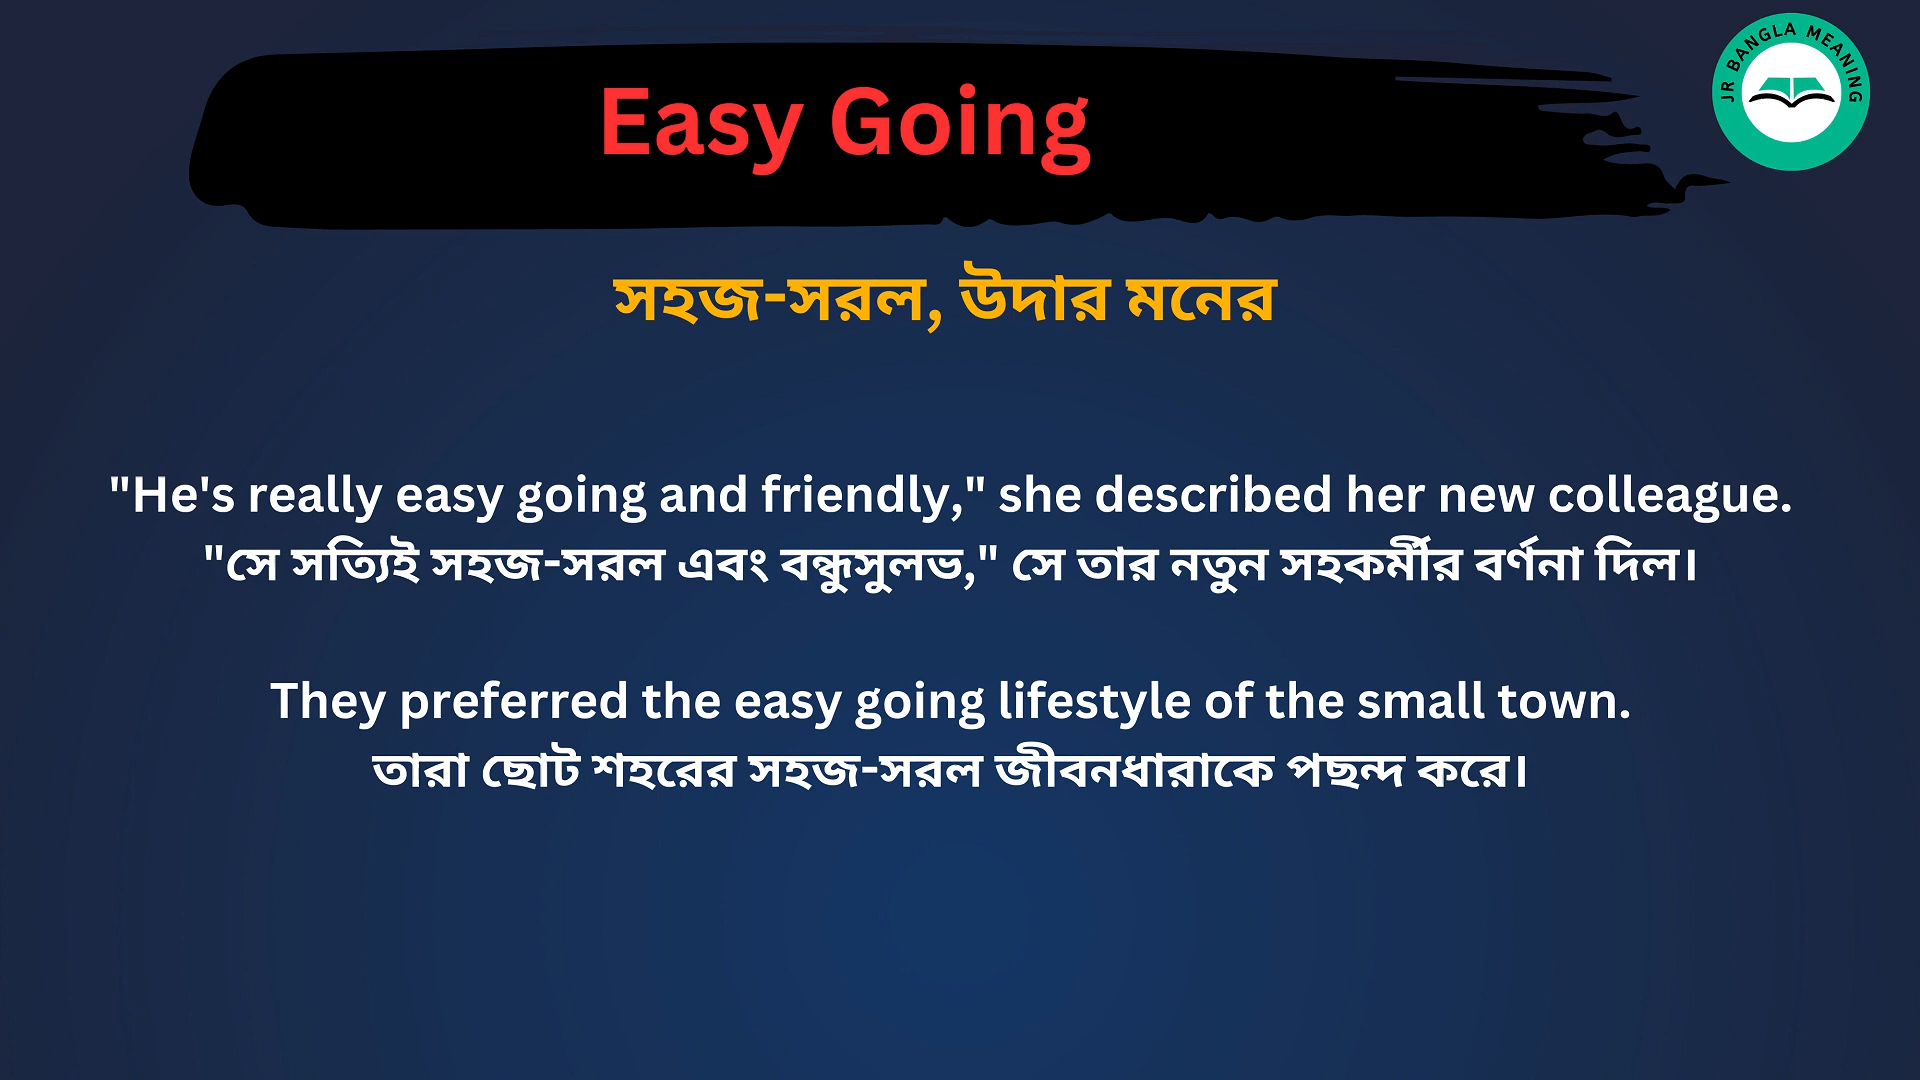 Easy Going
JR BANGLA MEANING
সহজ-সরল, উদার মনের
"He's really easy going and friendly," she described her new colleague.
"সে সত্যিই সহজ-সরল এবং বন্ধুসুলভ," সে তার নতুন সহকর্মীর বর্ণনা দিল।
They preferred the easy going lifestyle of the small town.
তারা ছোট শহরের সহজ-সরল জীবনধারাকে পছন্দ করে।